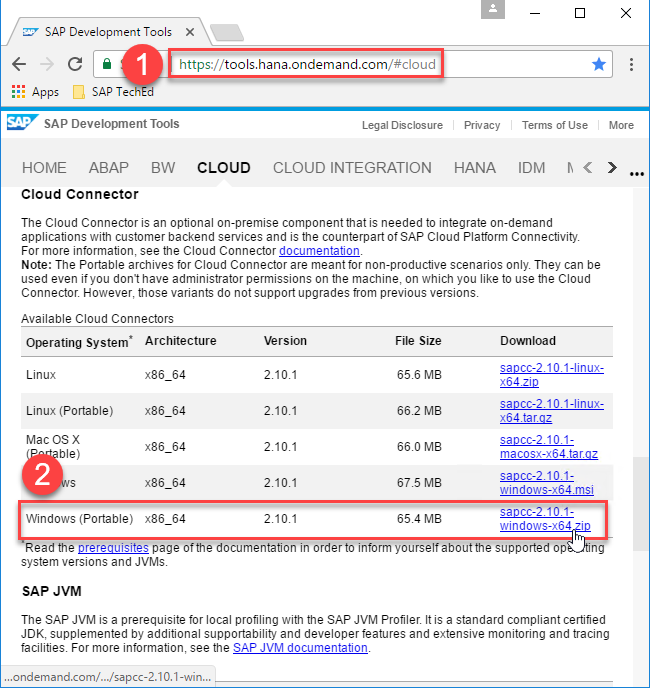 SAP SAP Development Tools
1
https://tools.hana.ondemand.com/#cloud
Apps SAP TechEd
SAP SAP Development Tools Legal Disclosure Privacy Terms of Use More
HOME ABAP BW CLOUD CLOUD INTEGRATION HANA IDM
Cloud Connector
The Cloud Connector is an optional on-premise component that is needed to integrate on-demand
applications with customer backend services and is the counterpart of SAP Cloud Platform Connectivity.
For more information, see the Cloud Connector documentation.
Note: The Portable archives for Cloud Connector are meant for non-productive scenarios only. They can be
used even if you don't have administrator permissions on the machine, on which you like to use the Cloud
Connector. However, those variants do not support upgrades from previous versions.
Available Cloud Connectors
Operating System* Architecture Version File Size Download
Linux x86_64 2.10.1 65.6 MB sapcc-2.10.1-linux-
x64.zip
Linux (Portable) x86_64 2.10.1 66.2 MB sapcc-2.10.1-linux-
x64.tar.gz
Mac OS X
(Portable) x86_64 2.10.1 66.0 MB sapcc-2.10.1-
macosx-x64.tar.gz
2
x86_64 2.10.1 67.5 MB sapcc-2.10.1-
windows-x64.msi
Windows (Portable) x86_64 2.10.1 65.4 MB sapcc-2.10.1-
windows-x64.zip
*Read the prerequisites page of the documentation in order to inform yourself about the supported operating
system versions and JVMs.
SAP JVM
The SAP JVM is a prerequisite for local profiling with the SAP JVM Profiler. It is a standard compliant certified
JDK, supplemented by additional supportability and developer features and extensive monitoring and tracing
facilities. For more information, see the SAP JVM documentation.
...ondemand.com/.../sapcc-2.10.1-win...